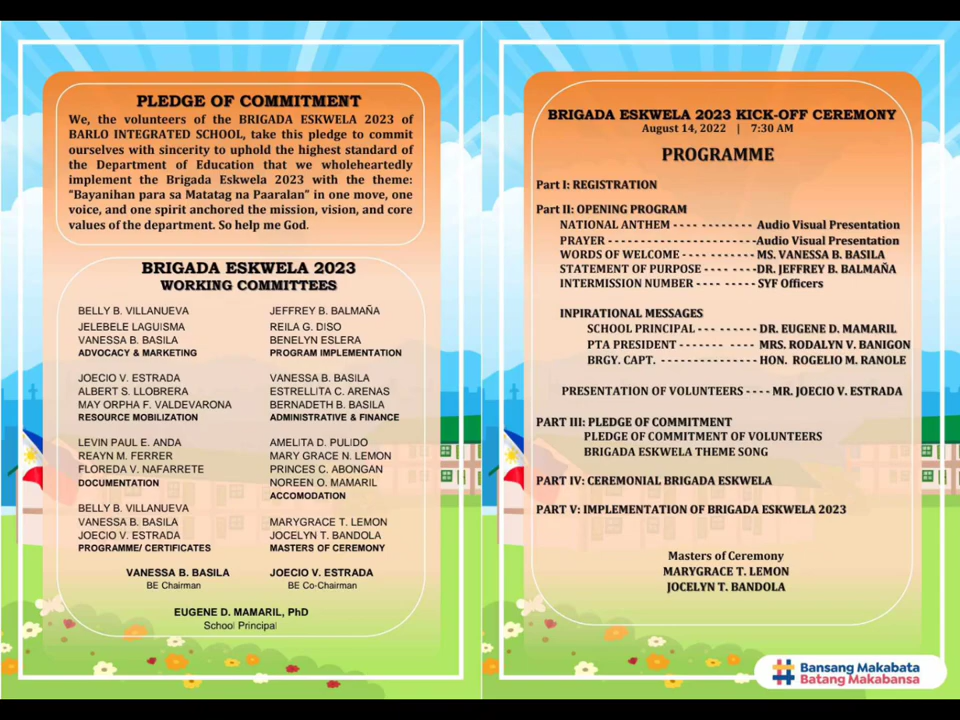 PLEDGE OF COMMITMENT
We, the volunteers of the BRIGADA ESKWELA 2023 of
BARLO INTEGRATED SCHOOL, take this pledge to commit
ourselves with sincerity to uphold the highest standard of
the Department of Education that we wholeheartedly
implement the Brigada Eskwela 2023 with the theme:
“Bayanihan para sa Matatag na Paaralan” in one move, one
voice, and one spirit anchored the mission, vision, and core
values of the department. So help me God.
BRIGADA ESKWELA 2023
WORKING COMMITTEES
BELLY B. VILLANUEVA
JELEBELE LAGUISMA
VANESSA B. BASILA
ADVOCACY & MARKETING
JEFFREY B. BALMAÑA
REILA G. DISO
BENELYN ESLERA
PROGRAM IMPLEMENTATION
JOECIO V. ESTRADA
ALBERT S. LLOBRERA
MAY ORPHA F. VALDEVARONA
RESOURCE MOBILIZATION
VANESSA B. BASILA
ESTRELLITA C. ARENAS
BERNADETH B. BASILA
ADMINISTRATIVE & FINANCE
LEVIN PAUL E. ANDA
REAYN M. FERRER
FLOREDA V. NAFARRETE
DOCUMENTATION
AMELITA D. PULIDO
MARY GRACE N. LEMON
PRINCES C. ABONGAN
NOREEN O. MAMARIL
ACCOMODATION
BELLY B. VILLANUEVA
VANESSA B. BASILA
JOECIO V. ESTRADA
PROGRAMME/ CERTIFICATES
MARYGRACE T. LEMON
JOCELYN T. BANDOLA
MASTERS OF CEREMONY
VANESSA B. BASILA
BE Chairman
JOECIO V. ESTRADA
BE Co-Chairman
EUGENE D. MAMARIL, PhD
School Principal
BRIGADA ESKWELA 2023 KICK-OFF CEREMONY
August 14, 2022 | 7:30 AM
PROGRAMME
Part I: REGISTRATION
Part II: OPENING PROGRAM
NATIONAL ANTHEM - - - - - - - - - - - - Audio Visual Presentation
PRAYER - - - - - - - - - - - - - - - - - - - - - -Audio Visual Presentation
WORDS OF WELCOME - - - - - - - - - - - MS. VANESSA B. BASILA
STATEMENT OF PURPOSE - - - - - - -DR. JEFFREY B. BALMAÑA
INTERMISSION NUMBER - - - - - - - - - SYF Officers
INPIRATIONAL MESSAGES
SCHOOL PRINCIPAL - - - - - - - - - DR. EUGENE D. MAMARIL
PTA PRESIDENT - - - - - - - - - - - MRS. RODALYN V. BANIGON
BRGY. CAPT. - - - - - - - - - - - - - - HON. ROGELIO M. RANOLE
PRESENTATION OF VOLUNTEERS - - - - MR. JOECIO V. ESTRADA
PART III: PLEDGE OF COMMITMENT
PLEDGE OF COMMITMENT OF VOLUNTEERS
BRIGADA ESKWELA THEME SONG
PART IV: CEREMONIAL BRIGADA ESKWELA
PART V: IMPLEMENTATION OF BRIGADA ESKWELA 2023
Masters of Ceremony
MARYGRACE T. LEMON
JOCELYN T. BANDOLA
Bansang Makabata
Batang Makabansa